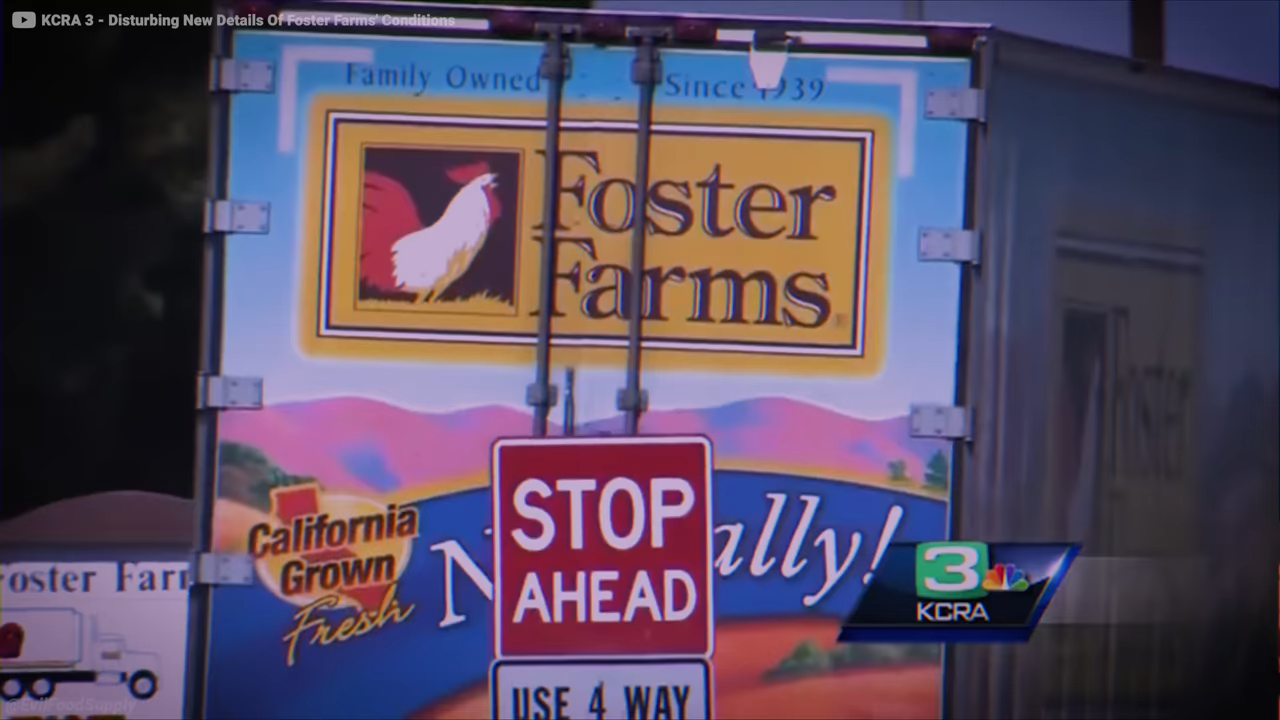 KCRA 3 - Disturbing New Details Of Foster Farms' Conditions
Family Owned Since 1939
Foster
Farms
California
Grown
Fresh
ally!
STOP
AHEAD
USE 4 WAY
3
KCRA
oster Farm
@EvilFoodSupply